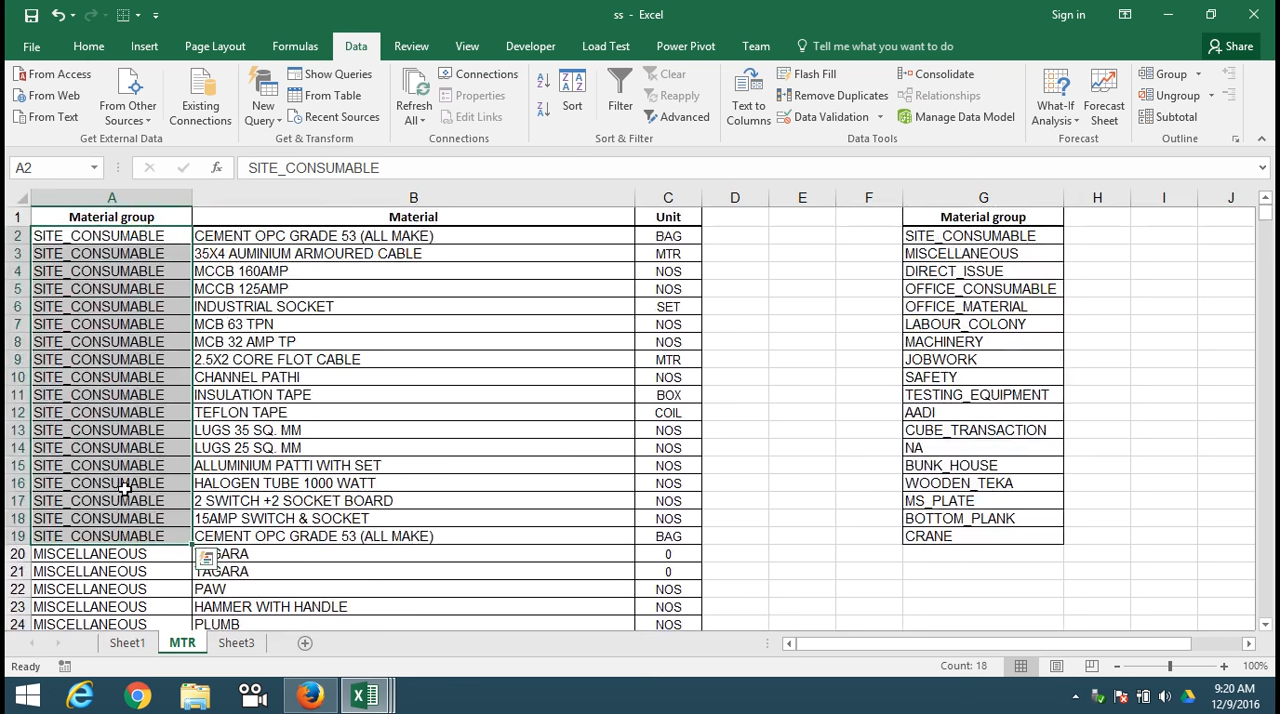 ss - Excel
Sign in
File Home Insert Page Layout Formulas Data Review View Developer Load Test Power Pivot Team Tell me what you want to do Share
From Access
From Web
From Text
From Other Sources
Existing Connections
Get External Data
New Query
Show Queries
From Table
Recent Sources
Get & Transform
Refresh All
Connections
Properties
Edit Links
Connections
Sort
Filter
Clear
Reapply
Advanced
Sort & Filter
Text to Columns
Flash Fill
Remove Duplicates
Data Validation
Consolidate
Relationships
Manage Data Model
Data Tools
What-If Analysis
Forecast Sheet
Forecast
Group
Ungroup
Subtotal
Outline
A2 fx SITE_CONSUMABLE
A B C D E F G H I J
1 Material group Material Unit Material group
2 SITE_CONSUMABLE CEMENT OPC GRADE 53 (ALL MAKE) BAG SITE_CONSUMABLE
3 SITE_CONSUMABLE 35X4 AUMINIUM ARMOURED CABLE MTR MISCELLANEOUS
4 SITE_CONSUMABLE MCCB 160AMP NOS DIRECT_ISSUE
5 SITE_CONSUMABLE MCCB 125AMP NOS OFFICE_CONSUMABLE
6 SITE_CONSUMABLE INDUSTRIAL SOCKET SET OFFICE_MATERIAL
7 SITE_CONSUMABLE MCB 63 TPN NOS LABOUR_COLONY
8 SITE_CONSUMABLE MCB 32 AMP TP NOS MACHINERY
9 SITE_CONSUMABLE 2.5X2 CORE FLOT CABLE MTR JOBWORK
10 SITE_CONSUMABLE CHANNEL PATHI NOS SAFETY
11 SITE_CONSUMABLE INSULATION TAPE BOX TESTING_EQUIPMENT
12 SITE_CONSUMABLE TEFLON TAPE COIL AADI
13 SITE_CONSUMABLE LUGS 35 SQ. MM NOS CUBE_TRANSACTION
14 SITE_CONSUMABLE LUGS 25 SQ. MM NOS NA
15 SITE_CONSUMABLE ALLUMINIUM PATTI WITH SET NOS BUNK_HOUSE
16 SITE_CONSUMABLE HALOGEN TUBE 1000 WATT NOS WOODEN_TEKA
17 SITE_CONSUMABLE 2 SWITCH +2 SOCKET BOARD NOS MS_PLATE
18 SITE_CONSUMABLE 15AMP SWITCH & SOCKET NOS BOTTOM_PLANK
19 SITE_CONSUMABLE CEMENT OPC GRADE 53 (ALL MAKE) BAG CRANE
20 MISCELLANEOUS 0
21 MISCELLANEOUS TAGARA 0
22 MISCELLANEOUS PAW NOS
23 MISCELLANEOUS HAMMER WITH HANDLE NOS
24 MISCELLANEOUS PLUMB NOS
Sheet1 MTR Sheet3
Ready Count: 18 100%
9:20 AM
12/9/2016